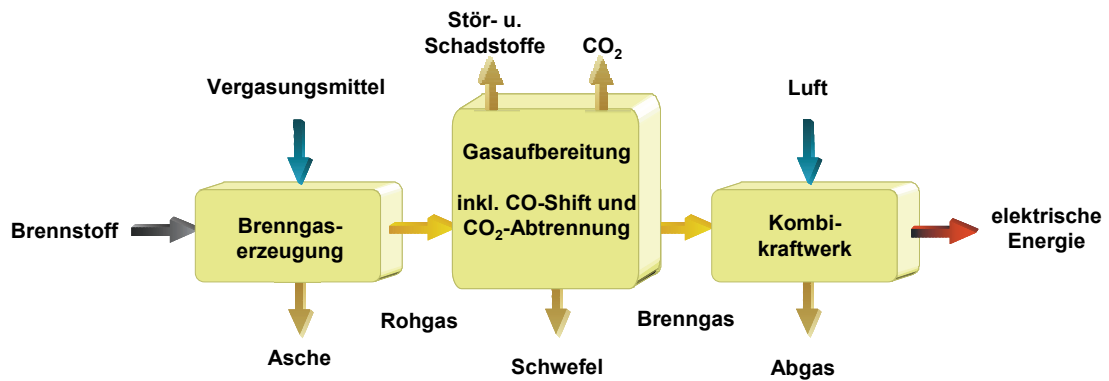 Stör- u.
Schadstoffe
CO₂
Vergasungsmittel
Luft
Gasaufbereitung
inkl. CO-Shift und
CO₂-Abtrennung
Brennstoff
Brenngas-
erzeugung
Kombi-
kraftwerk
elektrische
Energie
Rohgas
Brenngas
Asche
Schwefel
Abgas